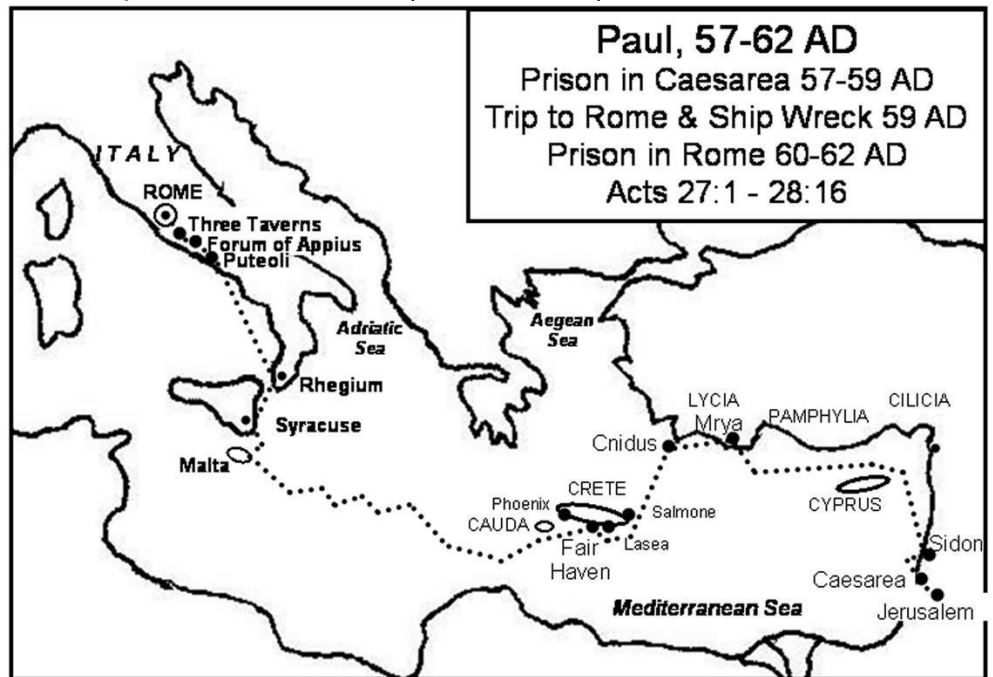 Paul, 57-62 AD
Prison in Caesarea 57-59 AD
Trip to Rome & Ship Wreck 59 AD
Prison in Rome 60-62 AD
Acts 27:1 - 28:16
ITALY
ROME
Three Taverns
Forum of Appius
Puteoli
Adriatic
Sea
Aegean
Sea
Rhegium
Syracuse
Malta
LYCIA
Mrya
PAMPHYLIA
CILICIA
Cnidus
CRETE
Phoenix
Salmone
CAUDA
Fair
Haven
Lasea
CYPRUS
Sidon
Caesarea
Jerusalem
Mediterranean Sea